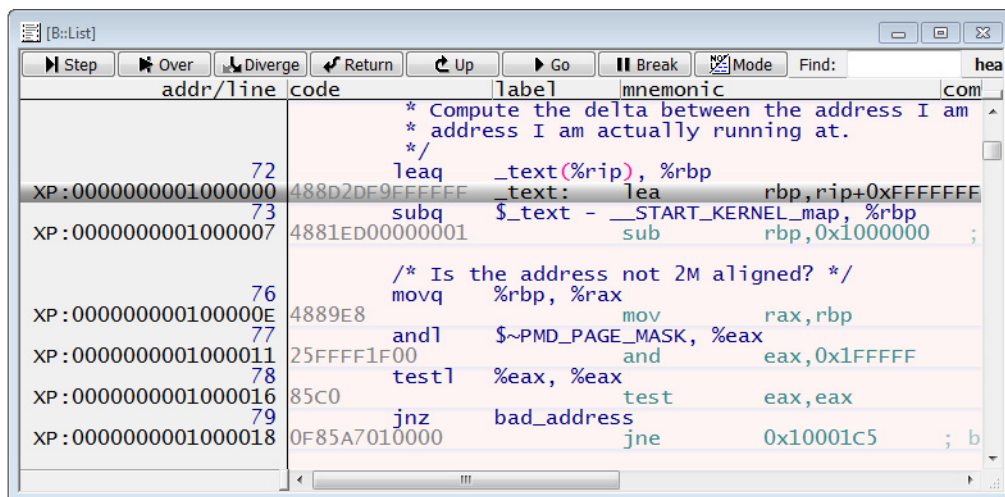 [B::List]
Step Over Diverge Return Up Go Break Mode Find: hea
addr/line code label mnemonic com
* Compute the delta between the address I am
* address I am actually running at.
*/
72 leaq _text(%rip), %rbp
XP:0000000001000000 488D2DF9FFFFFF _text: lea rbp,rip+0xFFFFFFF
73 subq $_text - __START_KERNEL_map, %rbp
XP:0000000001000007 4881ED00000001 sub rbp,0x1000000 ;
/* Is the address not 2M aligned? */
76 movq %rbp, %rax
XP:000000000100000E 4889E8 mov rax,rbp
77 andl $~PMD_PAGE_MASK, %eax
XP:0000000001000011 25FFFF1F00 and eax,0x1FFFFF
78 testl %eax, %eax
XP:0000000001000016 85C0 test eax,eax
79 jnz bad_address
XP:0000000001000018 0F85A7010000 jne 0x10001C5 ; b